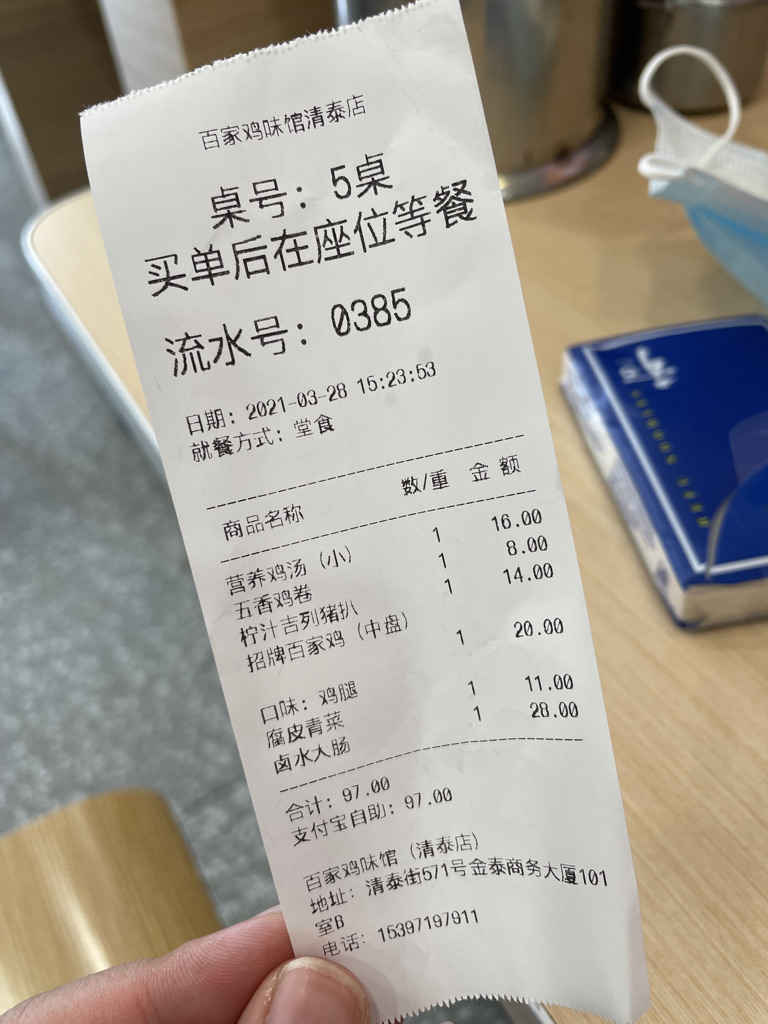 百家鸡味馆清泰店
桌号: 5桌
买单后在座位等餐
流水号: 0385
日期: 2021-03-28 15:23:53
就餐方式: 堂食
商品名称 数/重 金 额
营养鸡汤 (小) 1 16.00
五香鸡卷 1 8.00
柠汁吉列猪扒 1 14.00
招牌百家鸡 (中盘) 1 20.00
口味: 鸡腿
腐皮青菜 1 11.00
卤水大肠 1 28.00
合计: 97.00
支付宝自助: 97.00
百家鸡味馆 (清泰店)
地址: 清泰街571号金泰商务大厦101
室B
电话: 15397197911